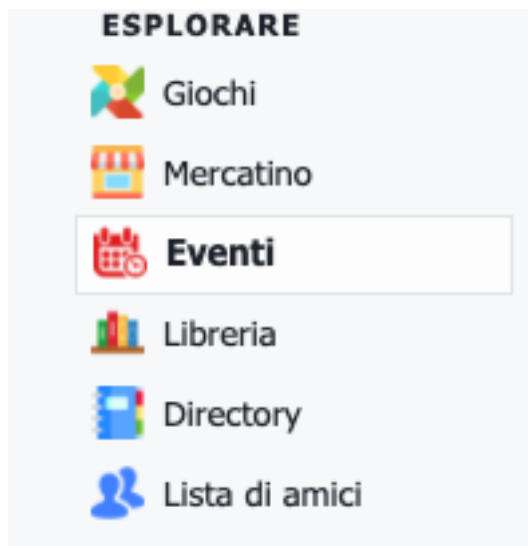 ESPLORARE
Giochi
Mercatino
Eventi
Libreria
Directory
Lista di amici